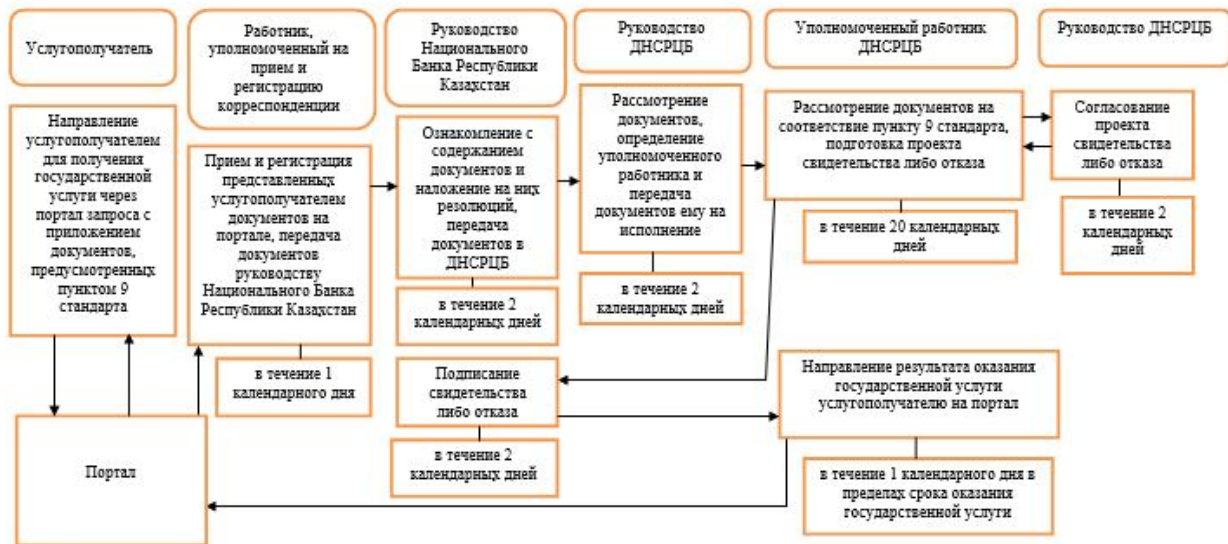 Услугополучатель
Работник,
уполномоченный на
прием и
регистрацию
корреспонденции
Руководство
Национального
Банка Республики
Казахстан
Руководство
ДНСРЦБ
Уполномоченный работник
ДНСРЦБ
Руководство ДНСРЦБ
Направление
услугополучателем
для получения
государственной
услуги через
портал запроса с
приложением
документов,
предусмотренных
пунктом 9
стандарта
Прием и регистрация
представленных
услугополучателем
документов на
портале, передача
документов
руководству
Национального Банка
Республики Казахстан
в течение 1
календарного дня
Ознакомление с
содержанием
документов и
наложение на них
резолюций,
передача
документов в
ДНСРЦБ
в течение 2
календарных дней
Рассмотрение
документов,
определение
уполномоченного
работника и
передача
документов ему на
исполнение
в течение 2
календарных дней
Рассмотрение документов на
соответствие пункту 9 стандарта,
подготовка проекта
свидетельства либо отказа
в течение 20 календарных
дней
Согласование
проекта
свидетельства
либо отказа
в течение 2
календарных
дней
Подписание
свидетельства
либо отказа
в течение 2
календарных дней
Направление результата оказания
государственной услуги
услугополучателю на портал
в течение 1 календарного дня в
пределах срока оказания
государственной услуги
Портал